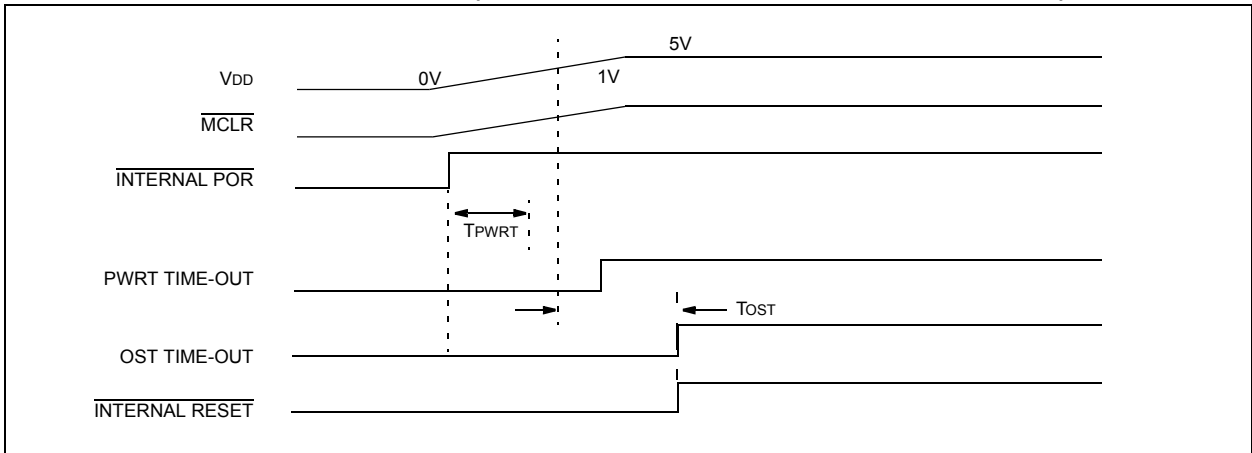 5V
VDD
0V
1V
MCLR
INTERNAL POR
TPWRT
PWRT TIME-OUT
TOST
OST TIME-OUT
INTERNAL RESET